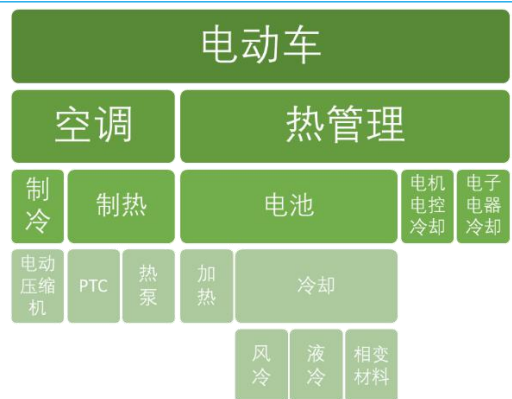 电动车
空调
热管理
制
冷
制热
电池
电机
电控
冷却
电子
电器
冷却
电动
压缩
机
PTC
热
泵
加
热
冷却
风
冷
液
冷
相变
材料